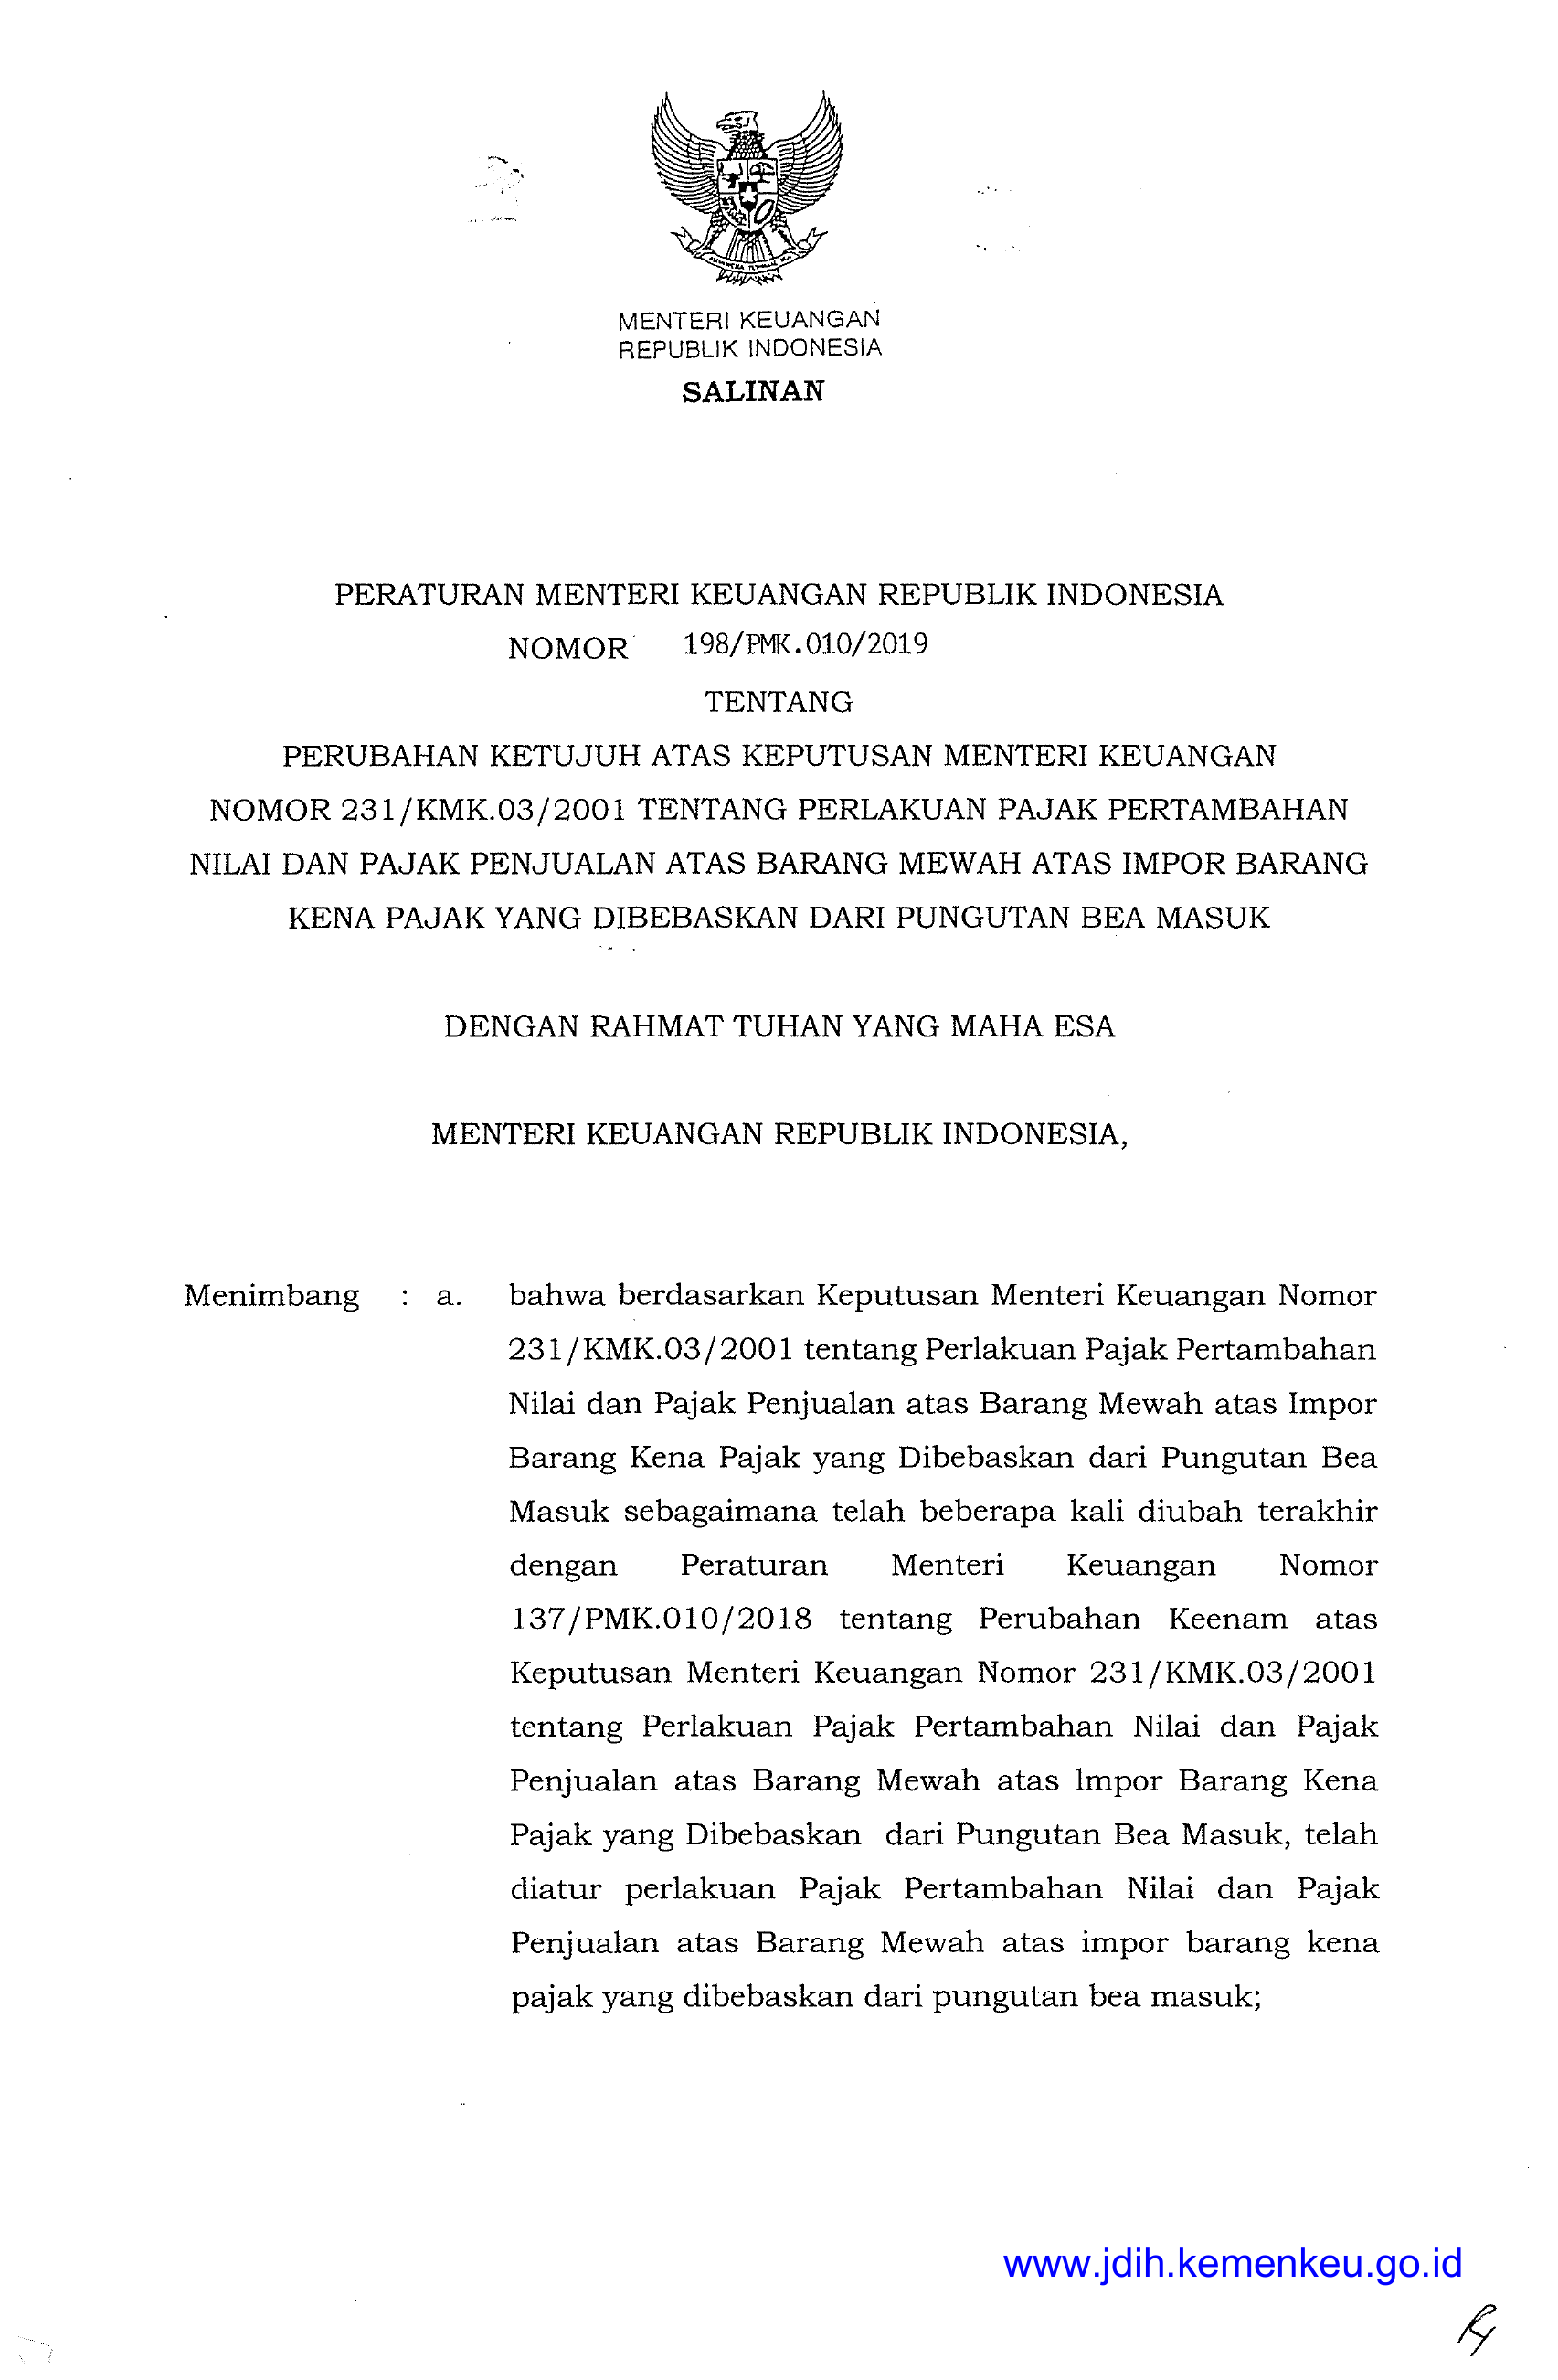 MENTERI KEUANGAN
REPUBLIK INDONESIA
SALINAN
PERATURAN MENTERI KEUANGAN REPUBLIK INDONESIA
NOMOR 198/PMK.010/2019
TENTANG
PERUBAHAN KETUJUH ATAS KEPUTUSAN MENTERI KEUANGAN
NOMOR 231/KMK.03/2001 TENTANG PERLAKUAN PAJAK PERTAMBAHAN
NILAI DAN PAJAK PENJUALAN ATAS BARANG MEWAH ATAS IMPOR BARANG
KENA PAJAK YANG DIBEBASKAN DARI PUNGUTAN BEA MASUK
DENGAN RAHMAT TUHAN YANG MAHA ESA
MENTERI KEUANGAN REPUBLIK INDONESIA,
Menimbang : a. bahwa berdasarkan Keputusan Menteri Keuangan Nomor
231/KMK.03/2001 tentang Perlakuan Pajak Pertambahan
Nilai dan Pajak Penjualan atas Barang Mewah atas Impor
Barang Kena Pajak yang Dibebaskan dari Pungutan Bea
Masuk sebagaimana telah beberapa kali diubah terakhir
dengan Peraturan Menteri Keuangan Nomor
137/PMK.010/2018 tentang Perubahan Keenam atas
Keputusan Menteri Keuangan Nomor 231/KMK.03/2001
tentang Perlakuan Pajak Pertambahan Nilai dan Pajak
Penjualan atas Barang Mewah atas Impor Barang Kena
Pajak yang Dibebaskan dari Pungutan Bea Masuk, telah
diatur perlakuan Pajak Pertambahan Nilai dan Pajak
Penjualan atas Barang Mewah atas impor barang kena
pajak yang dibebaskan dari pungutan bea masuk;
www.jdih.kemenkeu.go.id